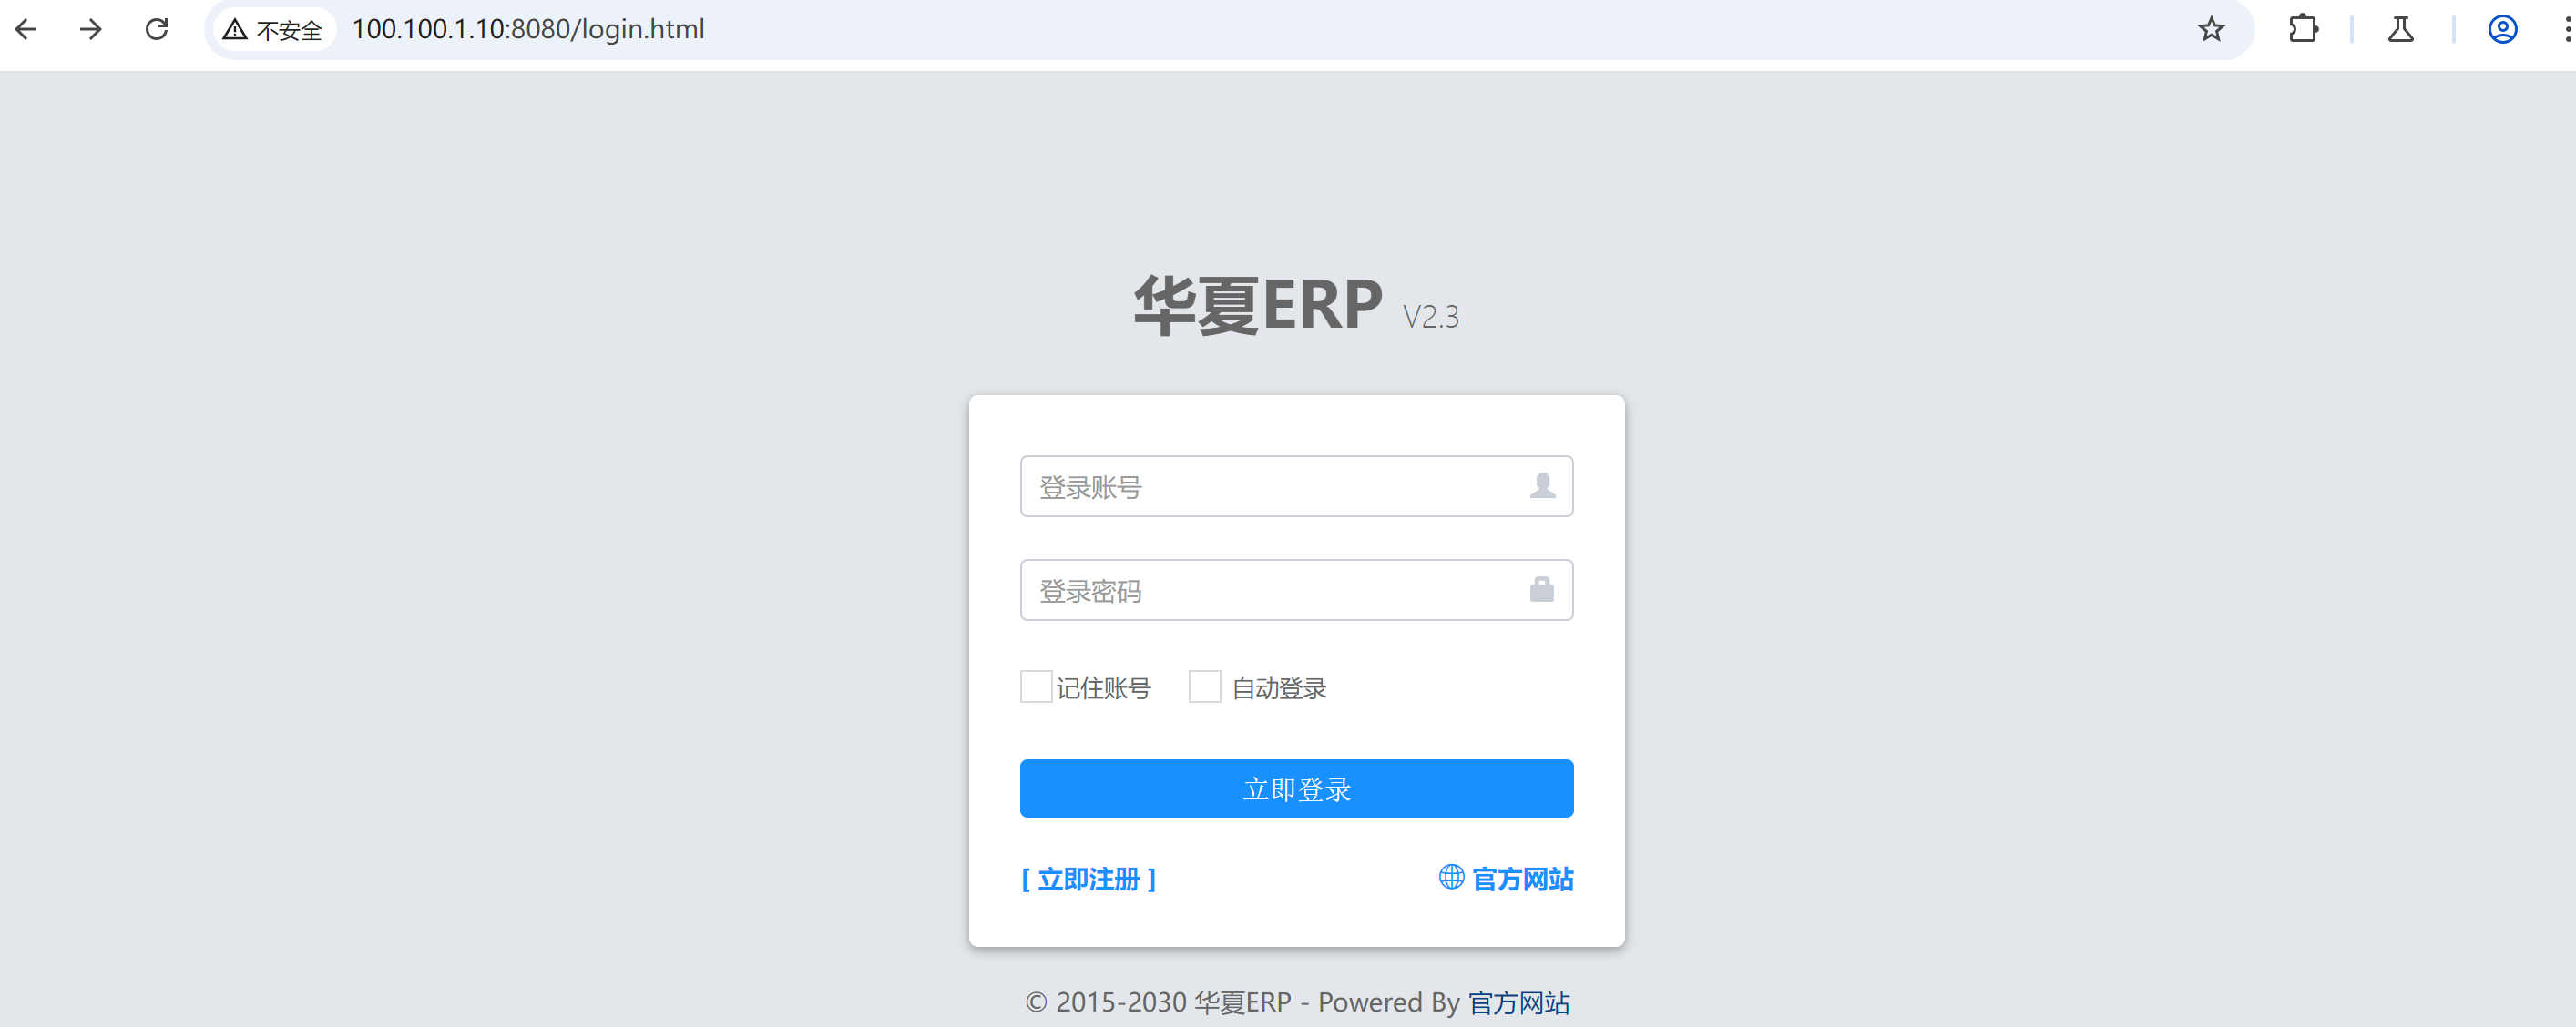 不安全 100.100.1.10:8080/login.html
华夏ERP V2.3
登录账号
登录密码
记住账号 自动登录
立即登录
[ 立即注册 ] 官方网站
© 2015-2030 华夏ERP - Powered By 官方网站